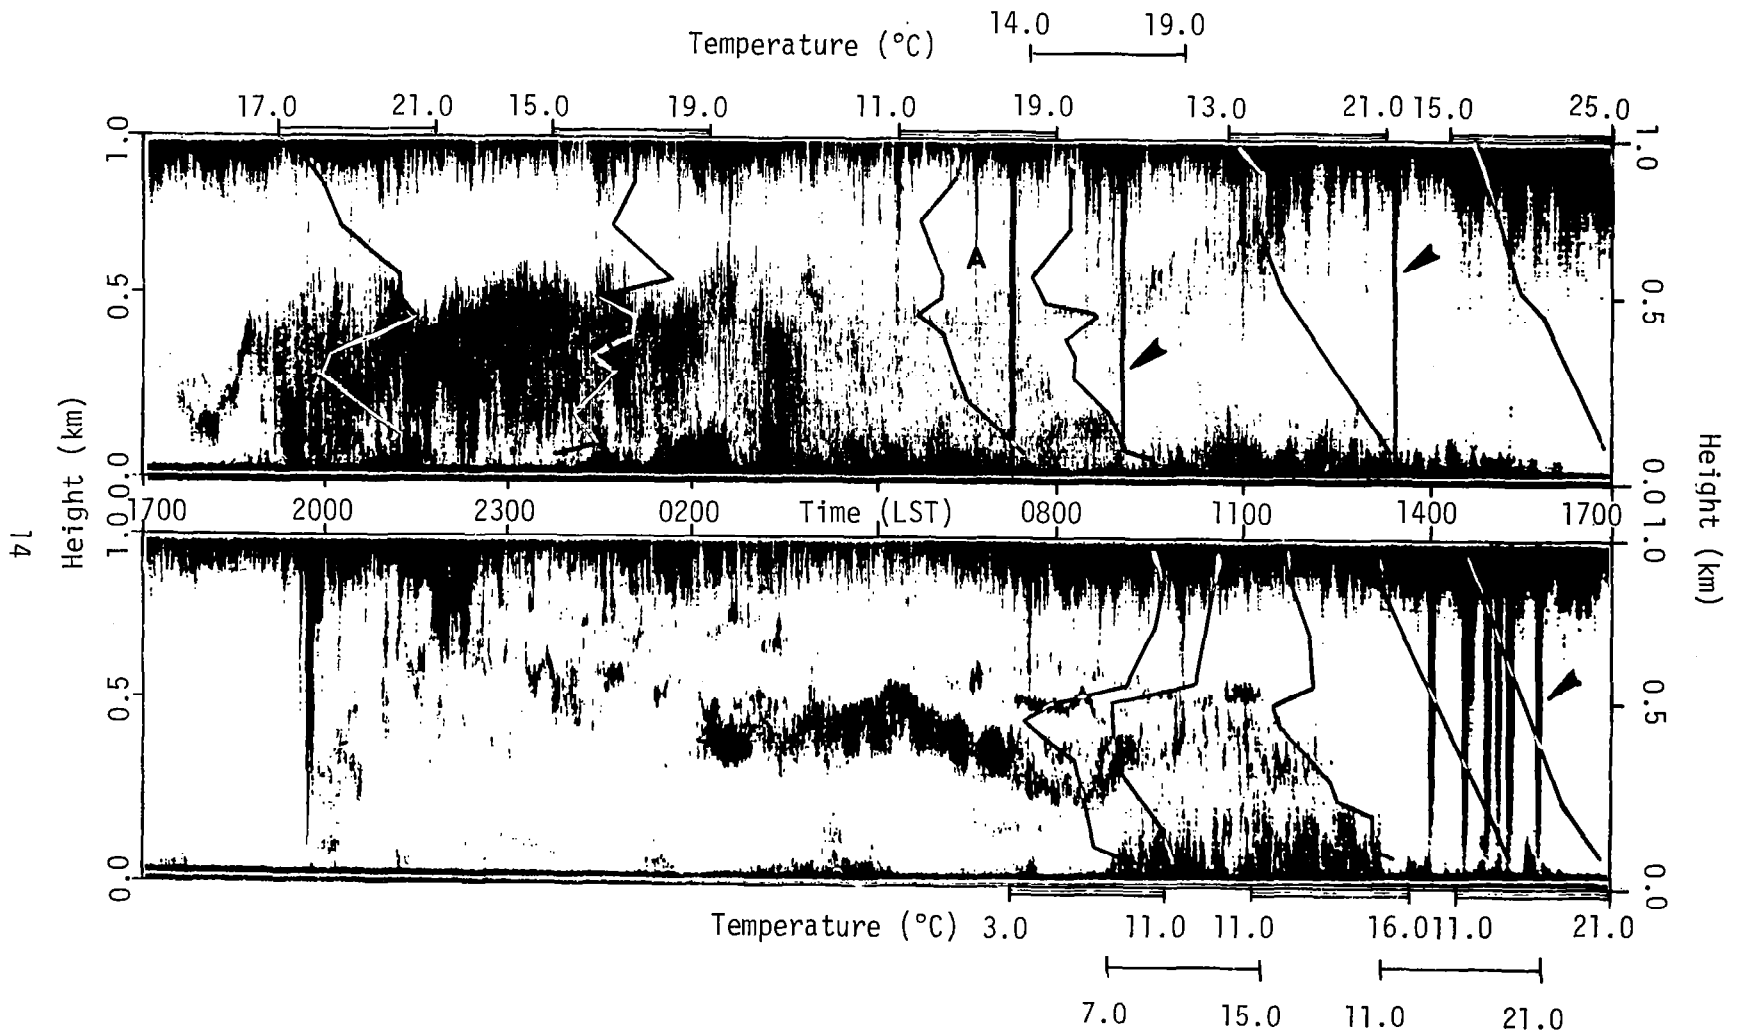 14.0 19.0
Temperature (°C)
17.0 21.0 15.0 19.0 11.0 19.0 13.0 21.0 15.0 25.0
1.0 1.0
A
0.5 0.5
Height (km)
0.0 0.0
1700 2000 2300 0200 Time (LST) 0800 1100 1400 1700
Height (km)
1.0 1.0
0.5 0.5
14
0.0 0.0
Temperature (°C) 3.0 11.0 11.0 16.0 11.0 21.0
7.0 15.0 11.0 21.0